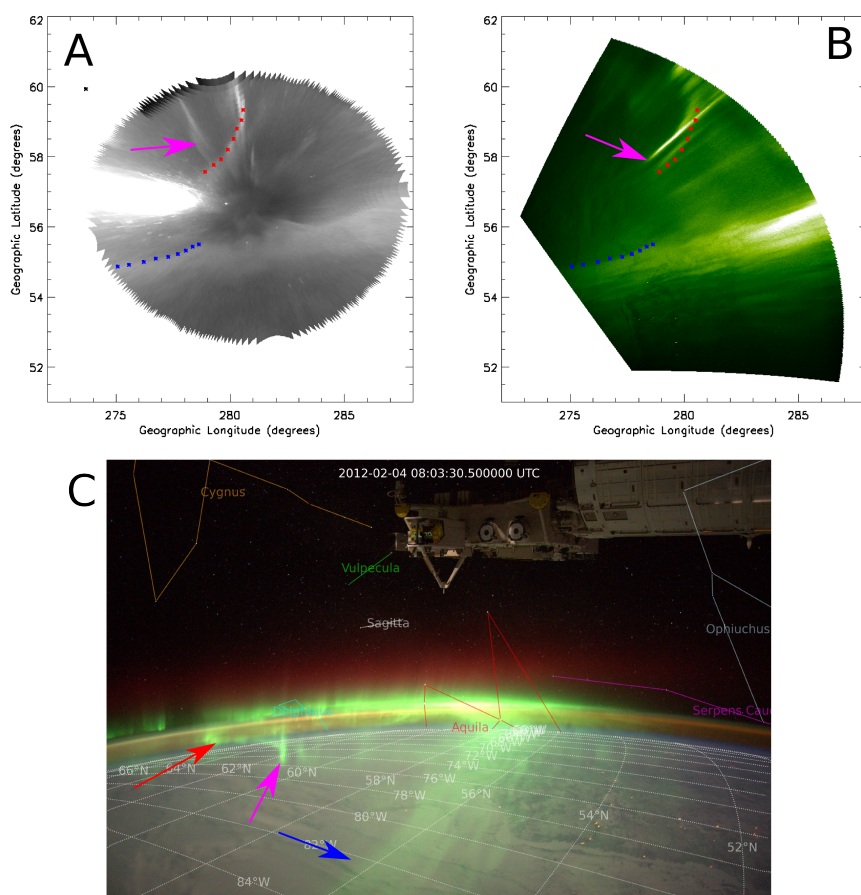 A
B
62
60
58
56
54
52
275
280
285
Geographic Latitude (degrees)
Geographic Longitude (degrees)
62
60
58
56
54
52
275
280
285
Geographic Latitude (degrees)
Geographic Longitude (degrees)
C
2012-02-04 08:03:30.500000 UTC
Cygnus
Vulpecula
Sagitta
Ophiuchus
Serpens Cau
Aquila
72°W
74°W
66°N
64°N
62°N
60°N
58°N
76°W
78°W
56°N
80°W
54°N
82°W
52°N
84°W